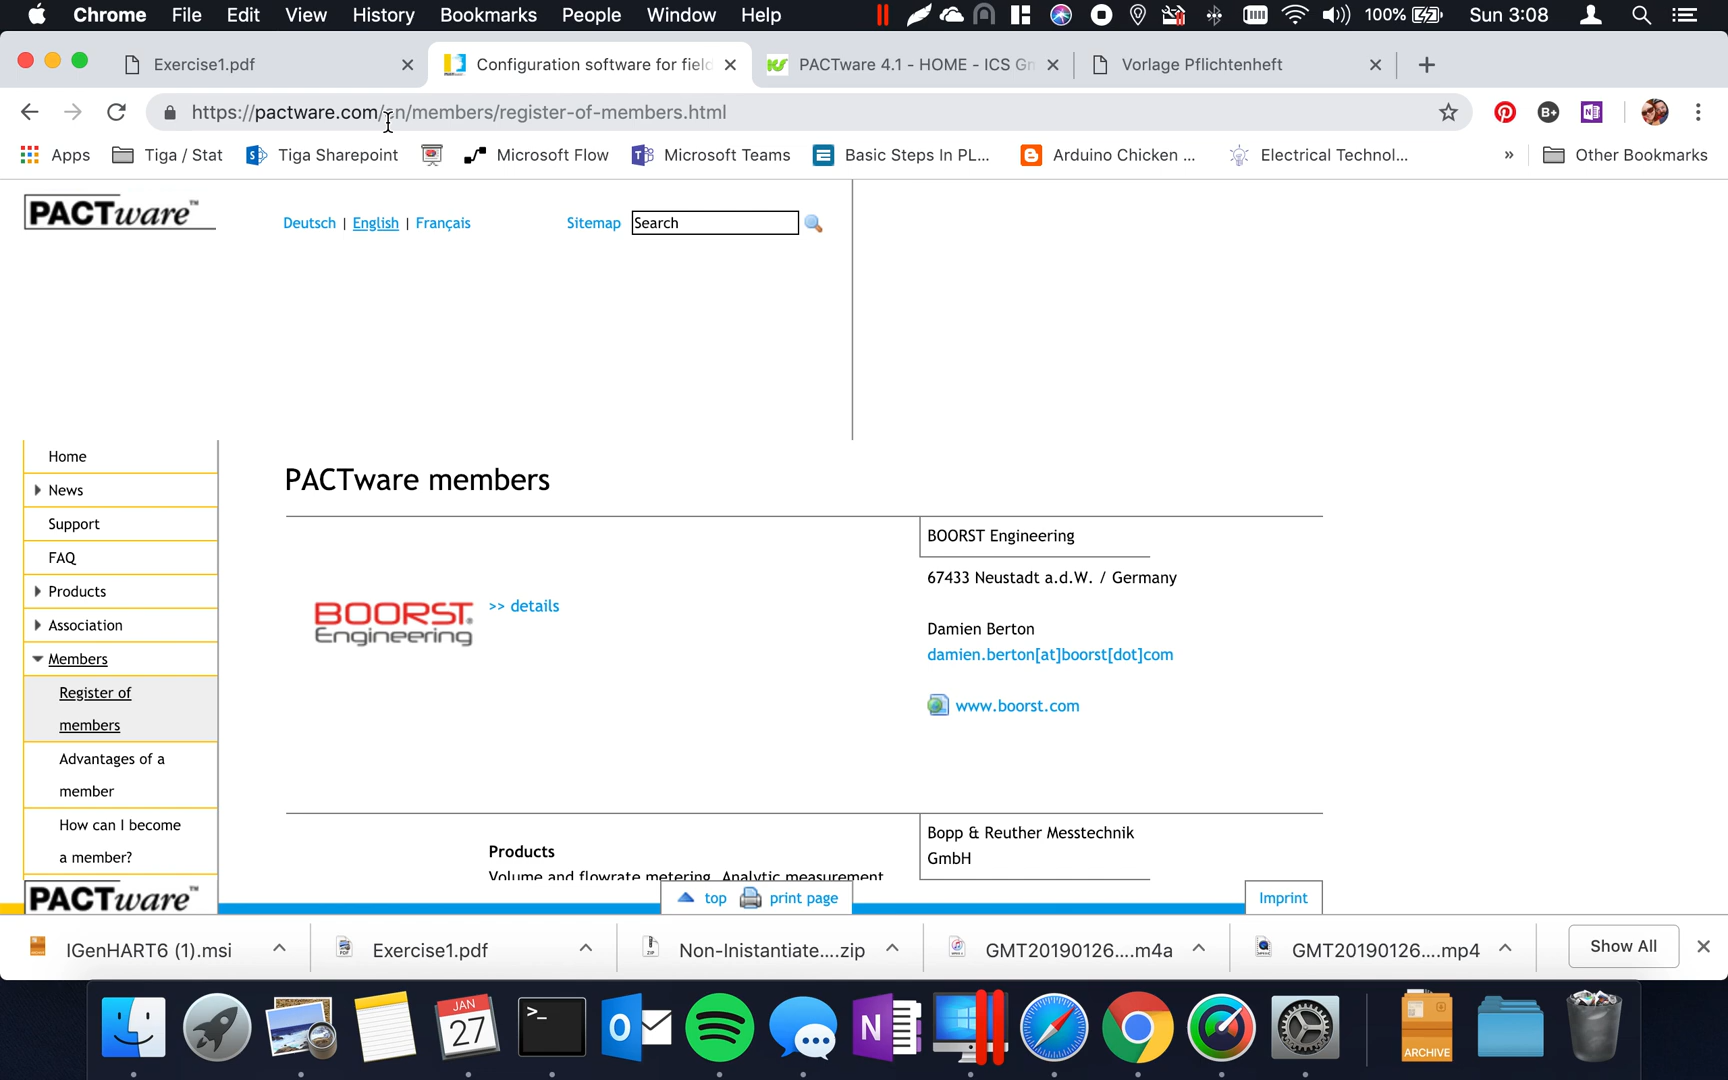 Chrome File Edit View History Bookmarks People Window Help 100% Sun 3:08
Exercise1.pdf Configuration software for fiel PACTware 4.1 - HOME - ICS G Vorlage Pflichtenheft
https://pactware.com/en/members/register-of-members.html
Apps Tiga / Stat Tiga Sharepoint Microsoft Flow Microsoft Teams Basic Steps In PL... Arduino Chicken ... Electrical Technol... » Other Bookmarks
PACTware™ Deutsch | English | Français Sitemap Search
Home
News
Support
FAQ
Products
Association
Members
Register of
members
Advantages of a
member
How can I become
a member?
PACTware members
BOORST Engineering
67433 Neustadt a.d.W. / Germany
BOORST®
Engineering
>> details
Damien Berton
damien.berton[at]boorst[dot]com
www.boorst.com
Products
Volume and flowrate metering, Analytic measurement
Bopp & Reuther Messtechnik
GmbH
PACTware™ top print page Imprint
IGenHART6 (1).msi Exercise1.pdf Non-Inistantiate....zip GMT20190126....m4a GMT20190126....mp4 Show All
JAN
27
ARCHIVE